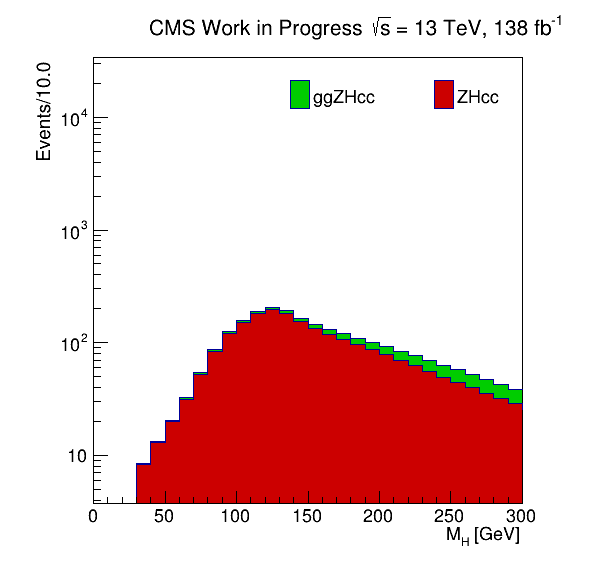 CMS Work in Progress √s = 13 TeV, 138 fb⁻¹
Events/10.0
ggZHcc ZHcc
10⁴
10³
10²
10
0 50 100 150 200 250 300
M_H [GeV]